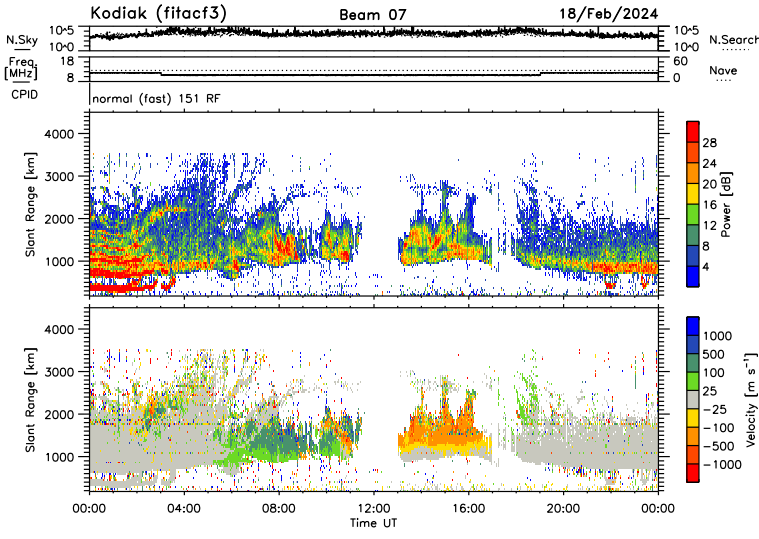 Kodiak (fitacf3) Beam 07 18/Feb/2024
N.Sky 10^5 10^0 10^5 10^0 N.Search
Freq. [MHz] 18 8 60 0 Nave
CPID normal (fast) 151 RF
Slant Range [km] 4000 3000 2000 1000
Power [dB] 28 24 20 16 12 8 4
Slant Range [km] 4000 3000 2000 1000
Velocity [m s⁻¹] 1000 500 100 25 −25 −100 −500 −1000
00:00 04:00 08:00 12:00 16:00 20:00 00:00
Time UT